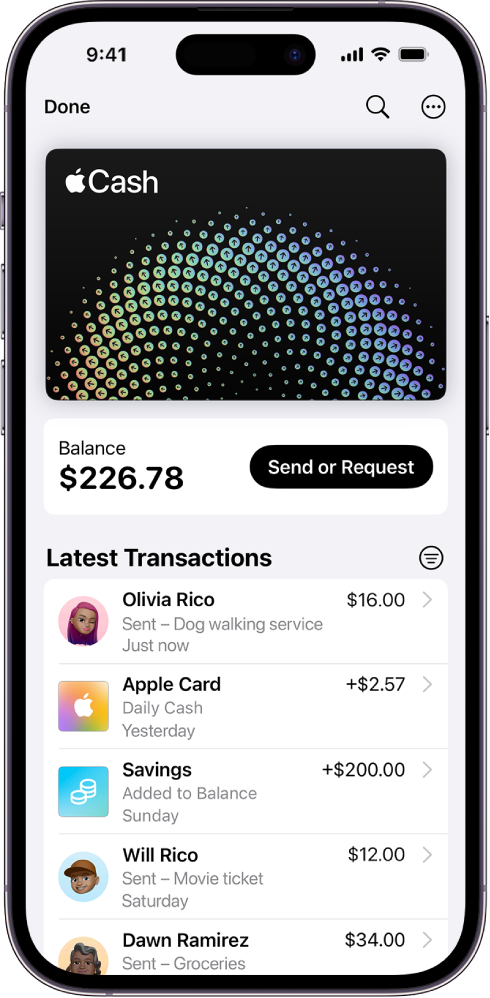 9:41
Done
Cash
Balance
$226.78
Send or Request
Latest Transactions
Olivia Rico $16.00
Sent – Dog walking service
Just now
Apple Card +$2.57
Daily Cash
Yesterday
Savings +$200.00
Added to Balance
Sunday
Will Rico $12.00
Sent – Movie ticket
Saturday
Dawn Ramirez $34.00
Sent – Groceries